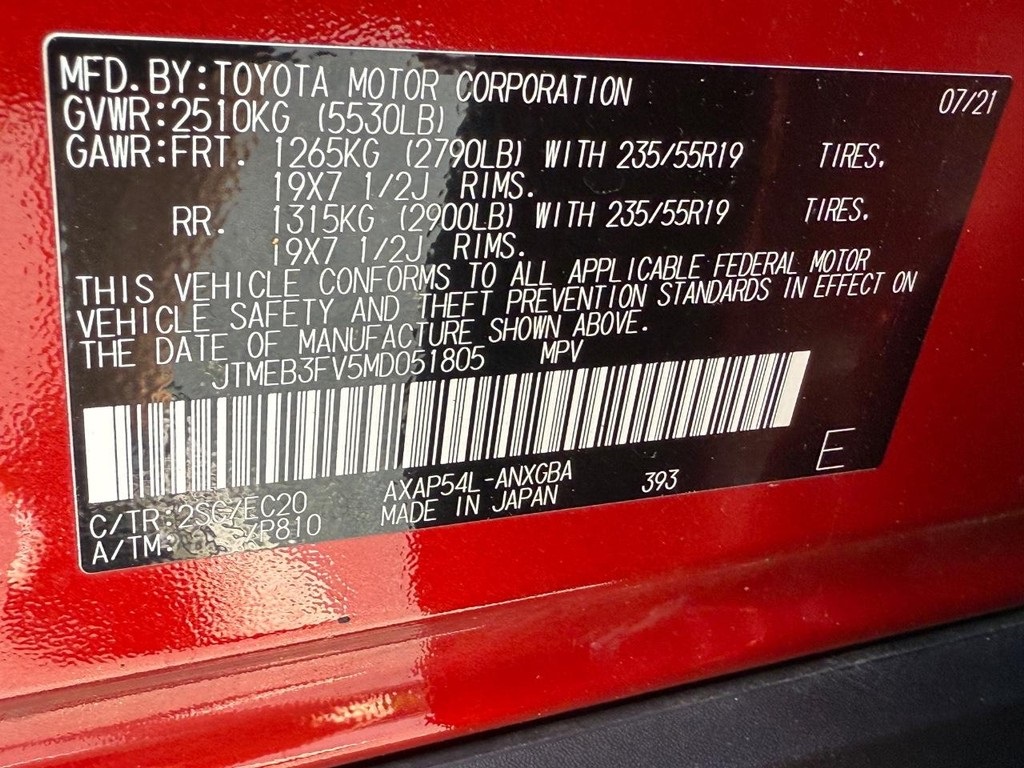 MFD.BY:TOYOTA MOTOR CORPORATION 07/21
GVWR:2510KG (5530LB)
GAWR:FRT. 1265KG (2790LB) WITH 235/55R19 TIRES.
19X7 1/2J RIMS.
RR. 1315KG (2900LB) WITH 235/55R19 TIRES.
19X7 1/2J RIMS.
THIS VEHICLE CONFORMS TO ALL APPLICABLE FEDERAL MOTOR
VEHICLE SAFETY AND THEFT PREVENTION STANDARDS IN EFFECT ON
THE DATE OF MANUFACTURE SHOWN ABOVE.
JTMEB3FV5MD051805 MPV
E
C/TR: /EC20 AXAP54L-ANXGBA 393
A/TM: /P810 MADE IN JAPAN